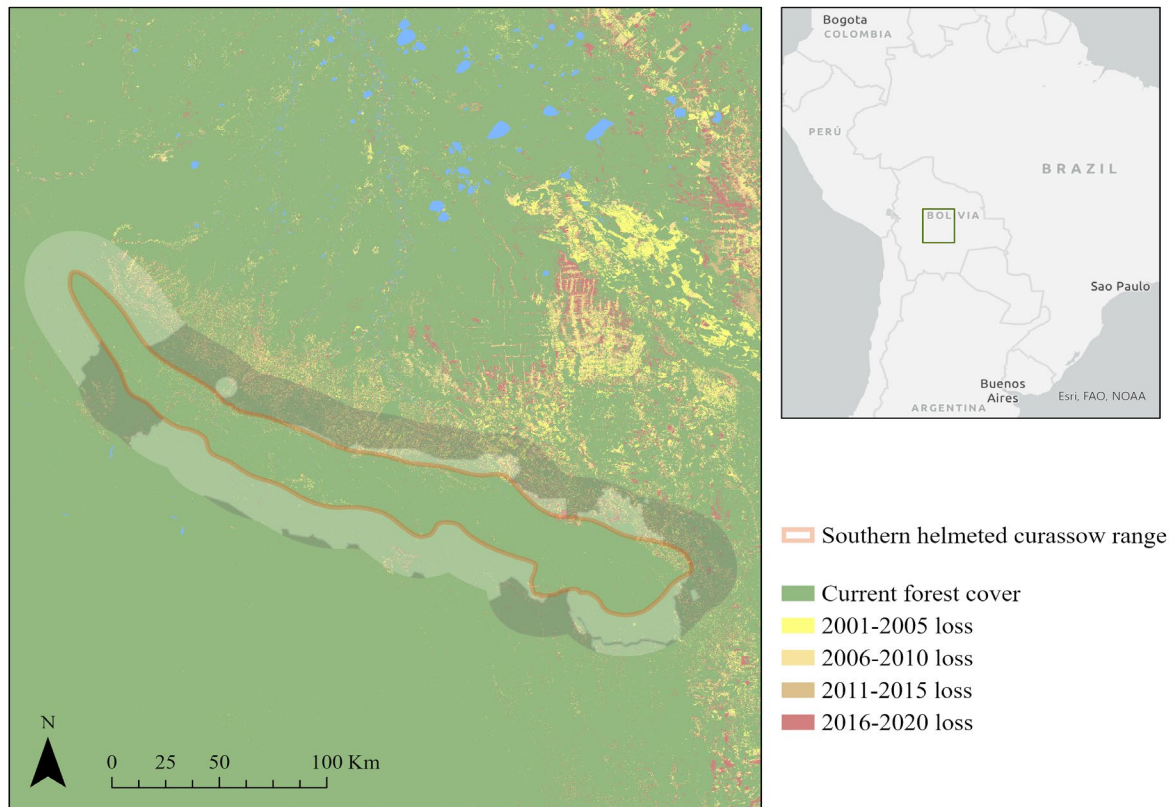 N
0 25 50 100 Km
Bogota
COLOMBIA
PERÚ
BRAZIL
BOLIVIA
Sao Paulo
Buenos
Aires
ARGENTINA
Esri, FAO, NOAA
Southern helmeted curassow range
Current forest cover
2001-2005 loss
2006-2010 loss
2011-2015 loss
2016-2020 loss